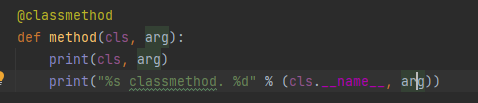 @classmethod
def method(cls, arg):
print(cls, arg)
print("%s classmethod. %d" % (cls.__name__, arg))